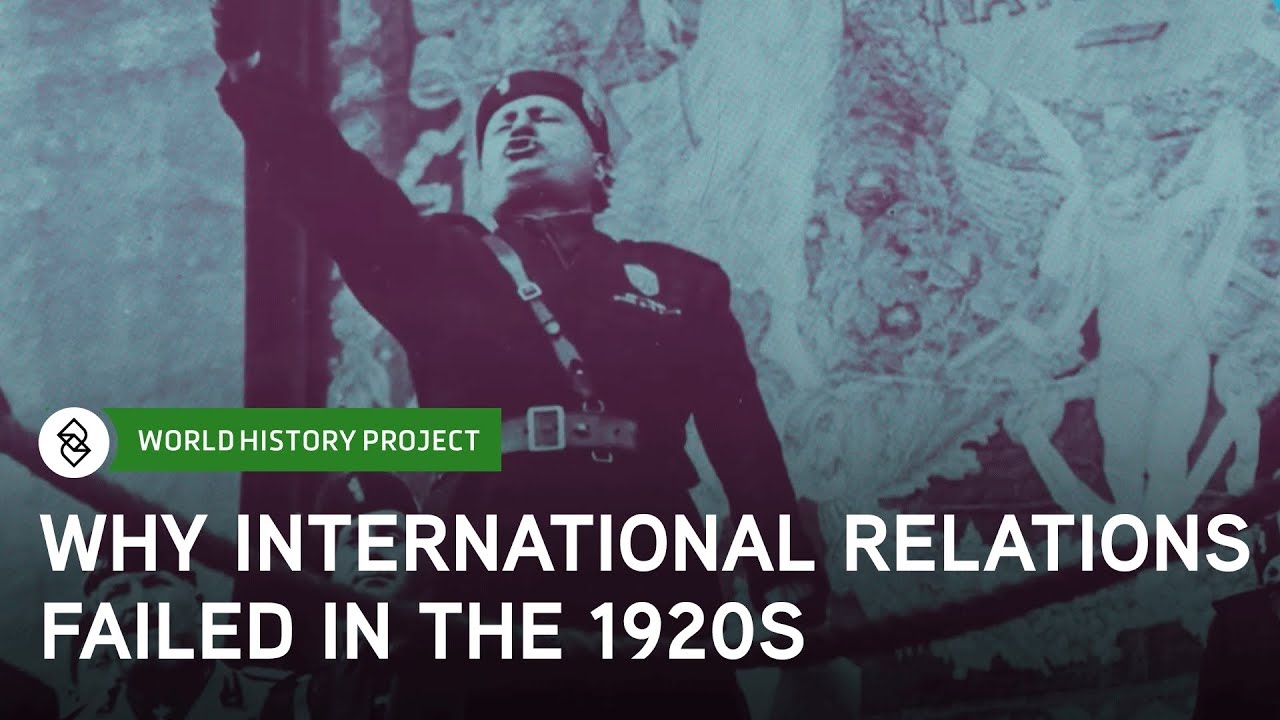 WORLD HISTORY PROJECT
WHY INTERNATIONAL RELATIONS
FAILED IN THE 1920S